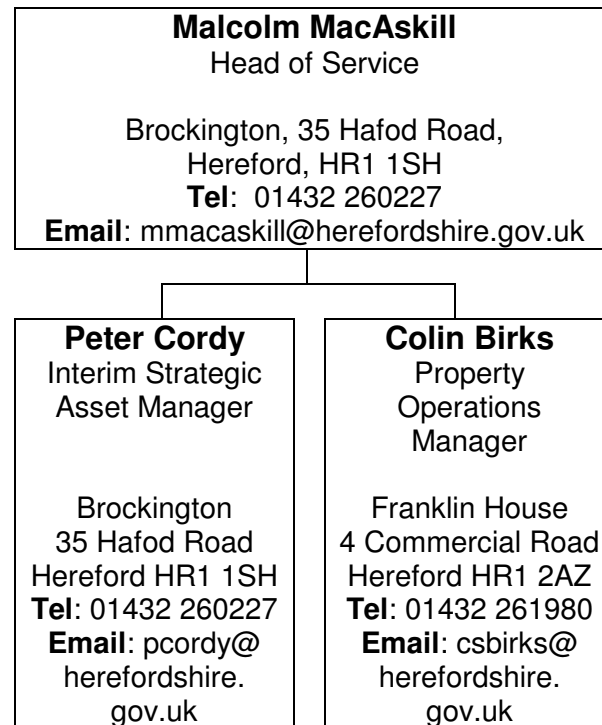 Malcolm MacAskill
Head of Service
Brockington, 35 Hafod Road,
Hereford, HR1 1SH
Tel: 01432 260227
Email: mmacaskill@herefordshire.gov.uk
Peter Cordy
Interim Strategic
Asset Manager
Brockington
35 Hafod Road
Hereford HR1 1SH
Tel: 01432 260227
Email: pcordy@
herefordshire.
gov.uk
Colin Birks
Property
Operations
Manager
Franklin House
4 Commercial Road
Hereford HR1 2AZ
Tel: 01432 261980
Email: csbirks@
herefordshire.
gov.uk